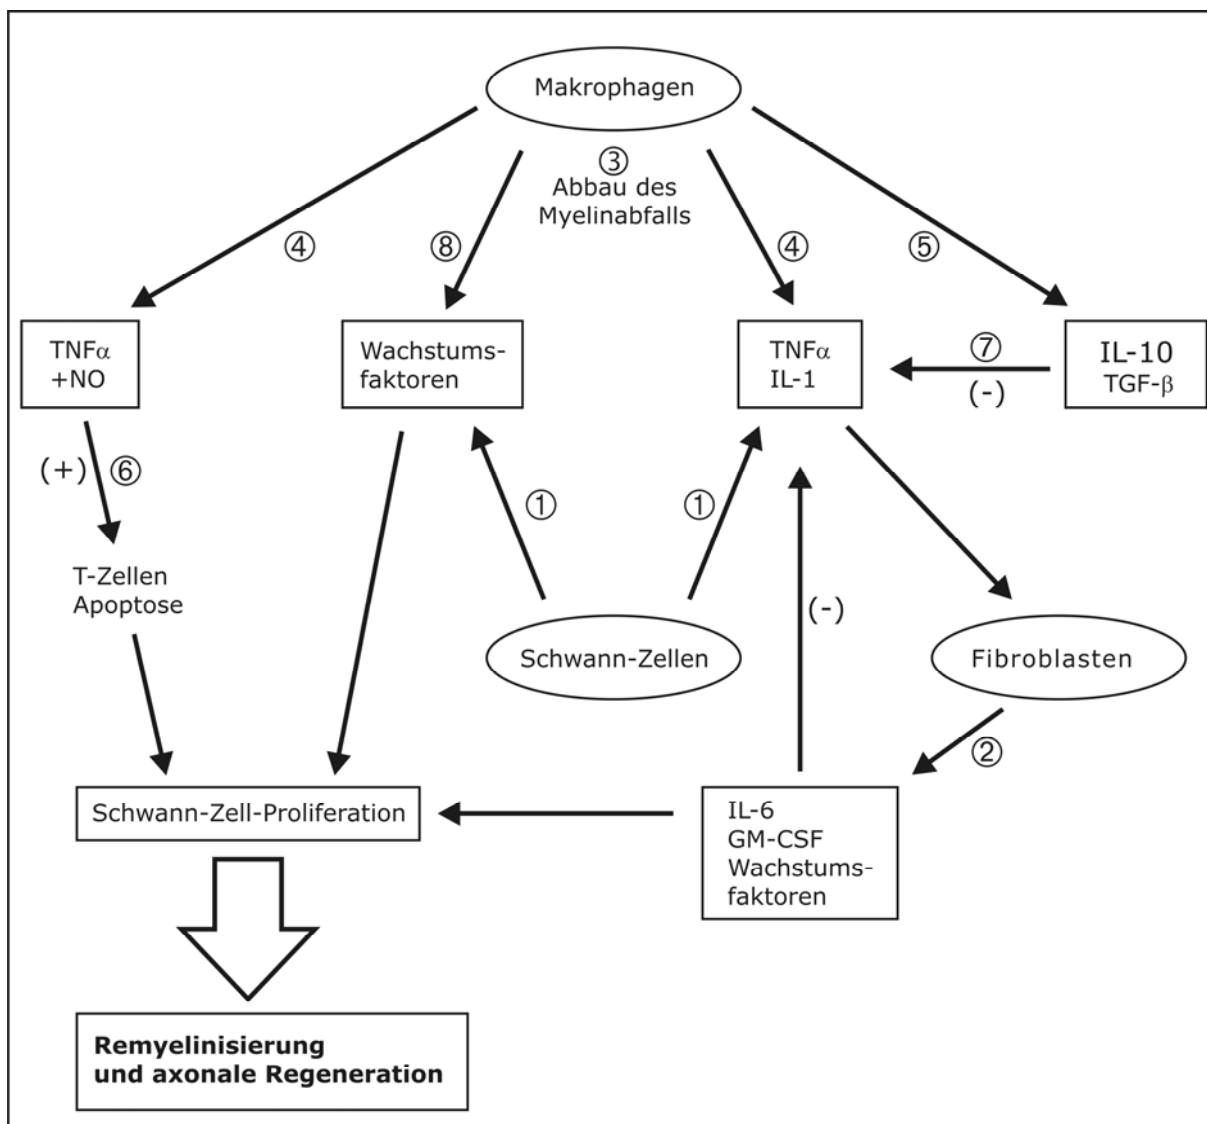 Makrophagen
③
Abbau des
Myelinabfalls
④
⑧
④
⑤
TNFα
+NO
Wachstums-
faktoren
TNFα
IL-1
⑦
(-)
IL-10
TGF-β
(+)
⑥
①
①
T-Zellen
Apoptose
(-)
Schwann-Zellen
Fibroblasten
②
Schwann-Zell-Proliferation
IL-6
GM-CSF
Wachstums-
faktoren
Remyelinisierung
und axonale Regeneration